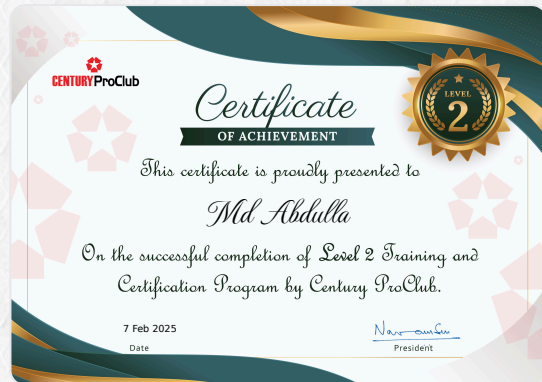 CENTURY ProClub
LEVEL
2
Certificate
OF ACHIEVEMENT
This certificate is proudly presented to
Md Abdulla
On the successful completion of Level 2 Training and
Certification Program by Century ProClub.
7 Feb 2025
Date
President